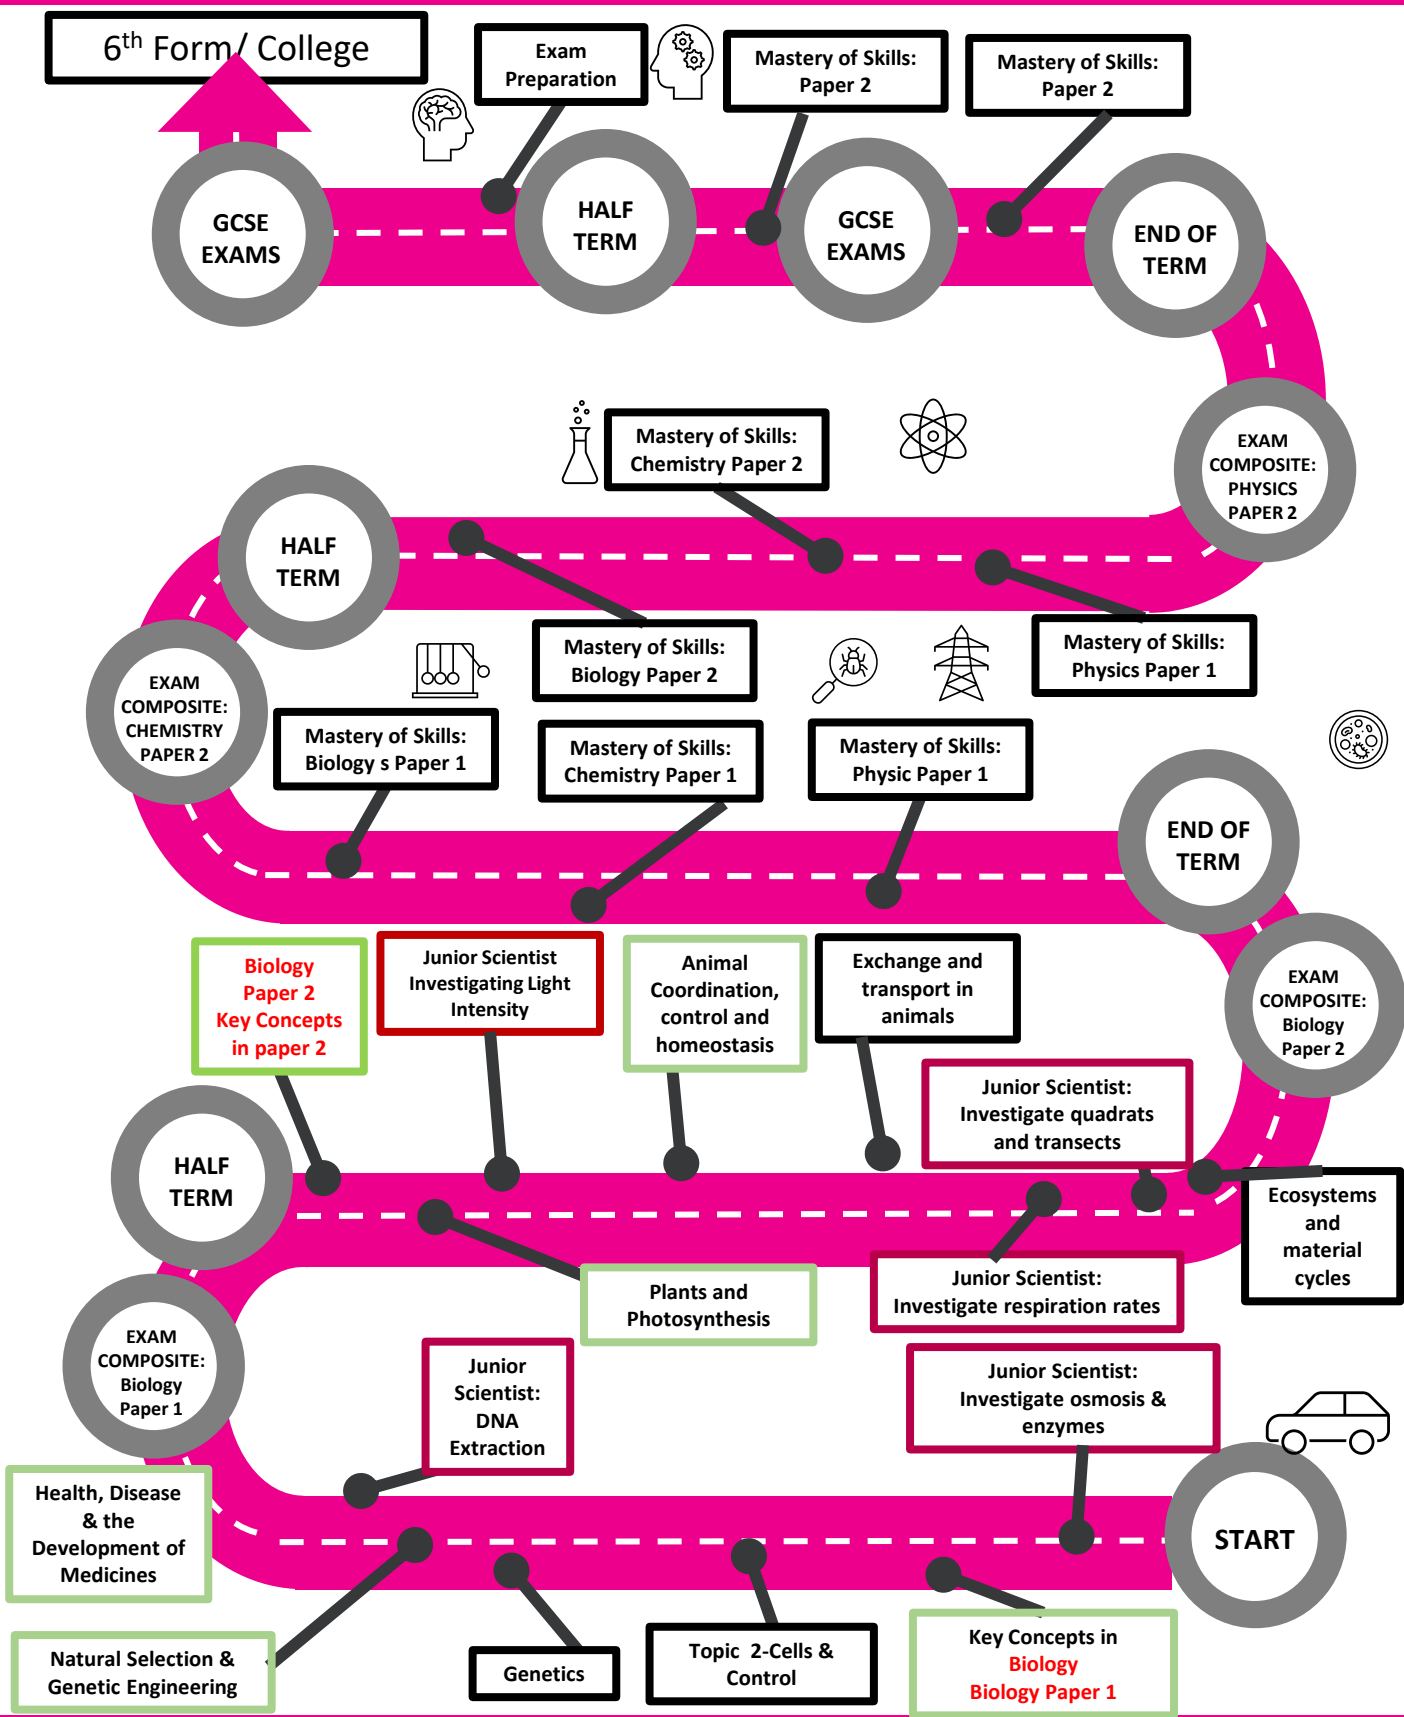 6th Form/ College
Exam
Preparation
Mastery of Skills:
Paper 2
Mastery of Skills:
Paper 2
GCSE
EXAMS
HALF
TERM
GCSE
EXAMS
END OF
TERM
EXAM
COMPOSITE:
PHYSICS
PAPER 2
Mastery of Skills:
Chemistry Paper 2
HALF
TERM
Mastery of Skills:
Biology Paper 2
Mastery of Skills:
Physics Paper 1
EXAM
COMPOSITE:
CHEMISTRY
PAPER 2
Mastery of Skills:
Biology s Paper 1
Mastery of Skills:
Chemistry Paper 1
Mastery of Skills:
Physic Paper 1
END OF
TERM
EXAM
COMPOSITE:
Biology
Paper 2
Biology
Paper 2
Key Concepts
in paper 2
Junior Scientist
Investigating Light
Intensity
Animal
Coordination,
control and
homeostasis
Exchange and
transport in
animals
Junior Scientist:
Investigate quadrats
and transects
HALF
TERM
Ecosystems
and
material
cycles
Plants and
Photosynthesis
Junior Scientist:
Investigate respiration rates
EXAM
COMPOSITE:
Biology
Paper 1
Junior
Scientist:
DNA
Extraction
Junior Scientist:
Investigate osmosis &
enzymes
Health, Disease
& the
Development of
Medicines
START
Natural Selection &
Genetic Engineering
Genetics
Topic 2-Cells &
Control
Key Concepts in
Biology
Biology Paper 1